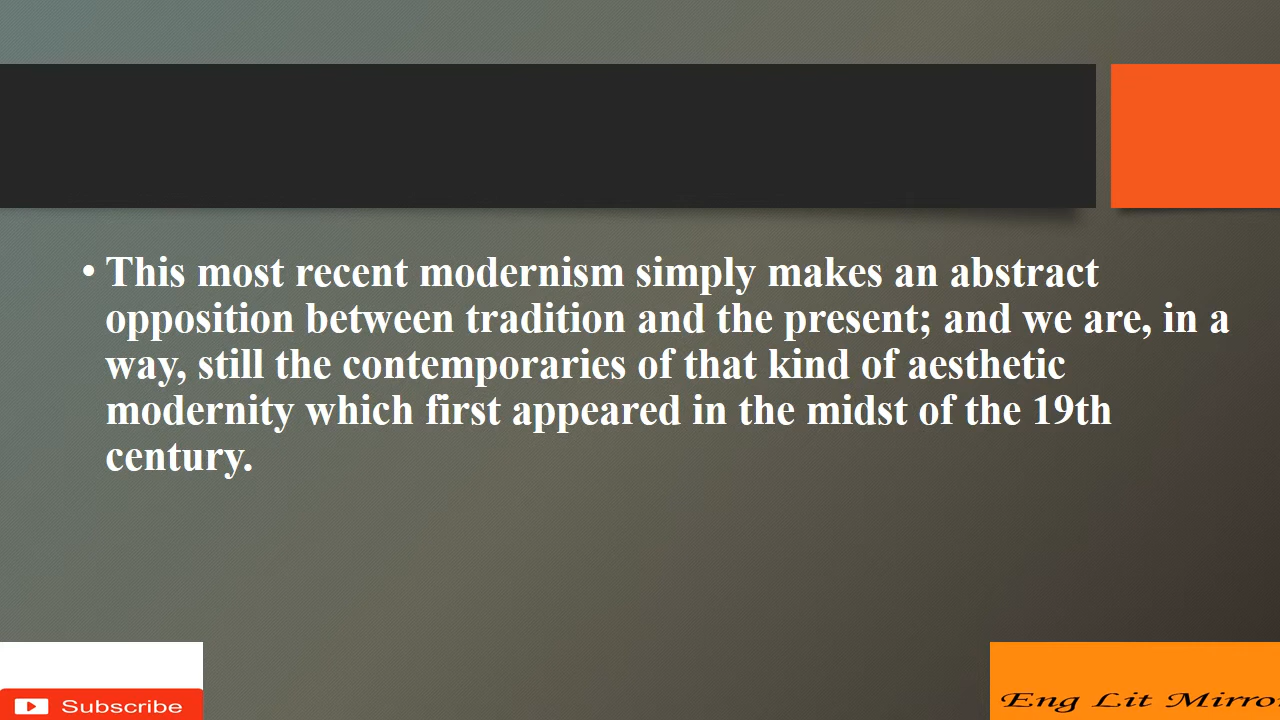 • This most recent modernism simply makes an abstract
opposition between tradition and the present; and we are, in a
way, still the contemporaries of that kind of aesthetic
modernity which first appeared in the midst of the 19th
century.
Subscribe
Eng Lit Mirro